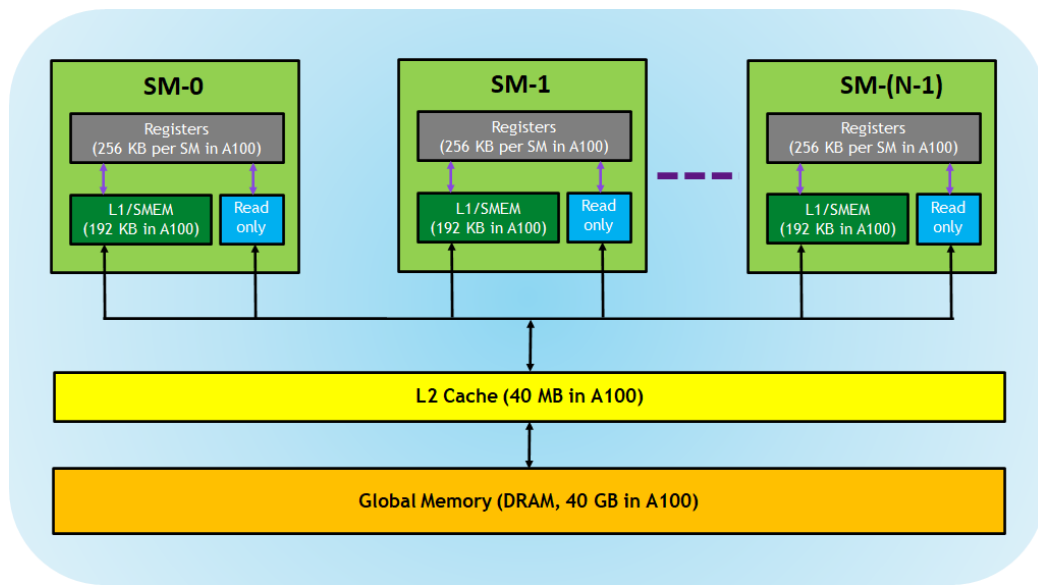 SM-0
Registers
(256 KB per SM in A100)
L1/SMEM
(192 KB in A100)
Read
only
SM-1
Registers
(256 KB per SM in A100)
L1/SMEM
(192 KB in A100)
Read
only
SM-(N-1)
Registers
(256 KB per SM in A100)
L1/SMEM
(192 KB in A100)
Read
only
L2 Cache (40 MB in A100)
Global Memory (DRAM, 40 GB in A100)